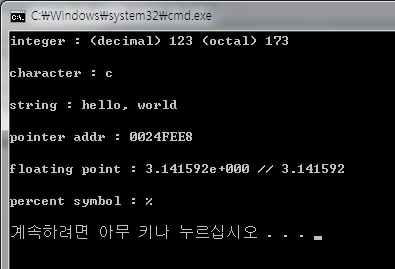 C:₩Windows₩system32₩cmd.exe
integer : (decimal) 123 (octal) 173
character : c
string : hello, world
pointer addr : 0024FEE8
floating point : 3.141592e+000 // 3.141592
percent symbol : %
계속하려면 아무 키나 누르십시오 . . .